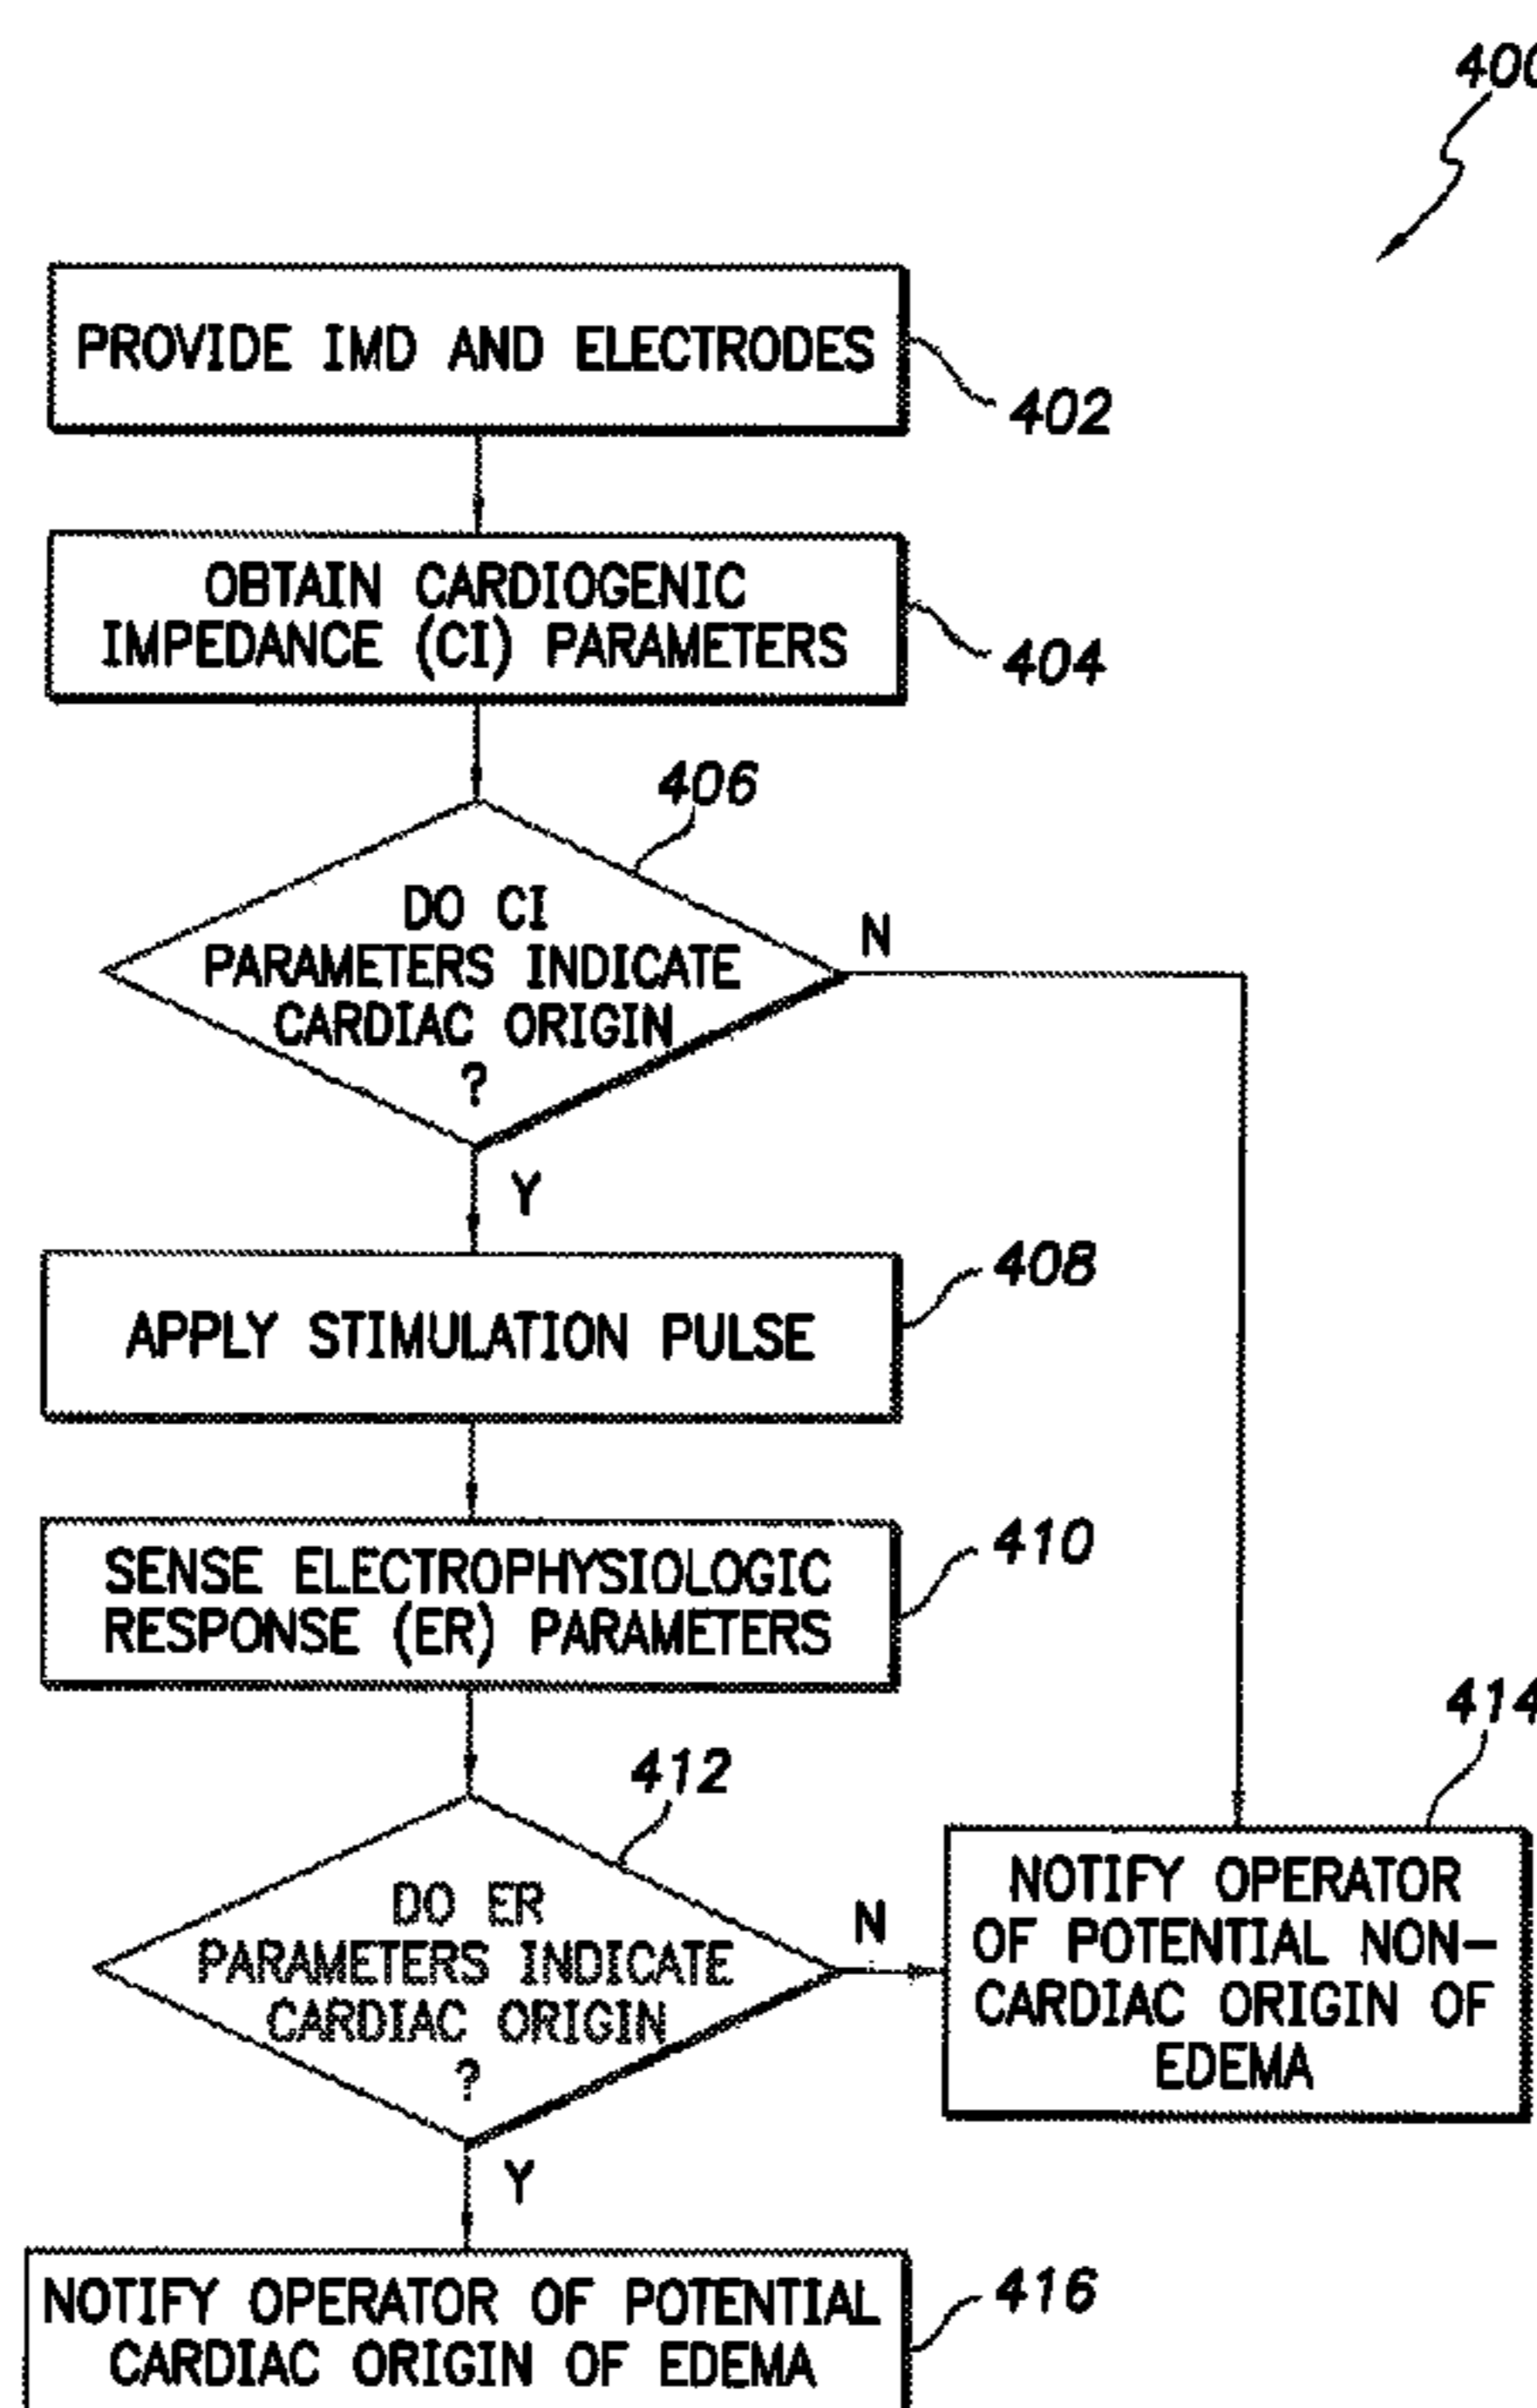 400
PROVIDE IMD AND ELECTRODES
402
OBTAIN CARDIOGENIC
IMPEDANCE (CI) PARAMETERS
404
406
DO CI
PARAMETERS INDICATE
CARDIAC ORIGIN
?
N
Y
408
APPLY STIMULATION PULSE
SENSE ELECTROPHYSIOLOGIC
RESPONSE (ER) PARAMETERS
410
412
DO ER
PARAMETERS INDICATE
CARDIAC ORIGIN
?
N
Y
414
NOTIFY OPERATOR
OF POTENTIAL NON-
CARDIAC ORIGIN OF
EDEMA
NOTIFY OPERATOR OF POTENTIAL
CARDIAC ORIGIN OF EDEMA
416